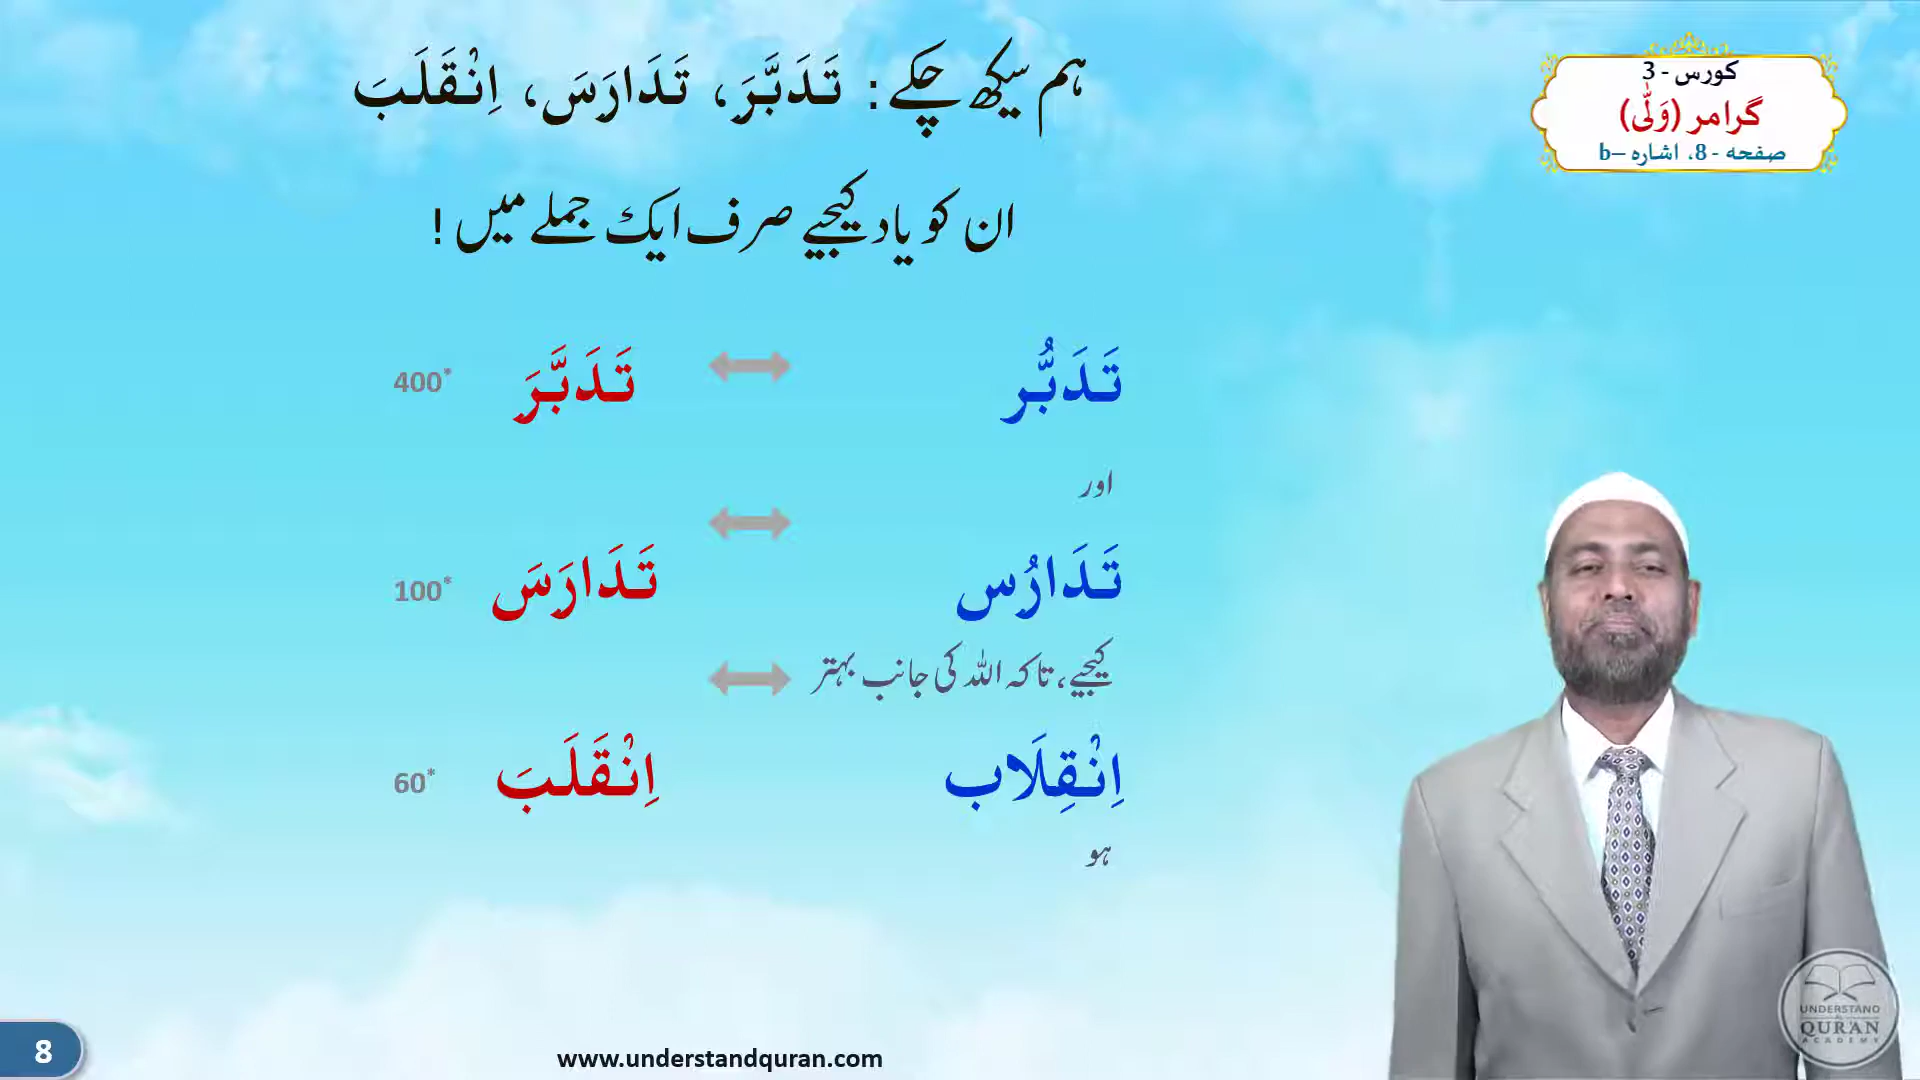 ہم سیکھ چکے: تَدَبَّرَ، تَدَارَسَ، اِنْقَلَبَ
ان کو یاد کیجیے صرف ایک جملے میں!
کورس - 3
گرامر (وَلّٰی)
صفحہ - 8، اشارہ –b
تَدَبُّر ↔ تَدَبَّرَ 400*
اور
تَدَارُس ↔ تَدَارَسَ 100*
کیجیے، تاکہ اللہ کی جانب بہتر
اِنْقِلَاب ↔ اِنْقَلَبَ 60*
ہو
8
www.understandquran.com
UNDERSTAND
QURAN
ACADEMY